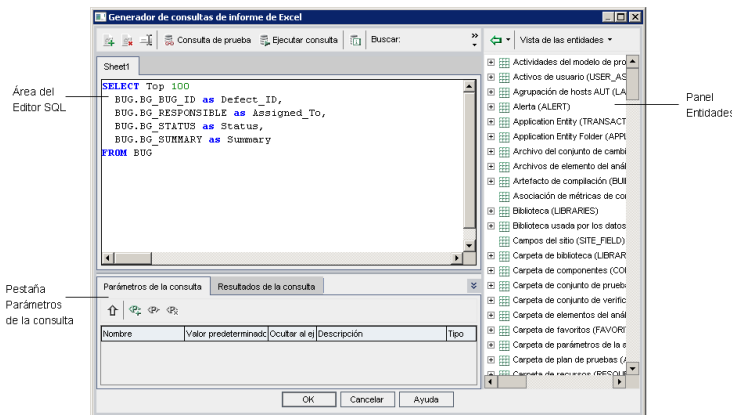 Generador de consultas de informe de Excel
Consulta de prueba Ejecutar consulta Buscar:
Vista de las entidades
Sheet1
SELECT Top 100
BUG.BG_BUG_ID as Defect_ID,
BUG.BG_RESPONSIBLE as Assigned_To,
BUG.BG_STATUS as Status,
BUG.BG_SUMMARY as Summary
FROM BUG
Área del
Editor SQL
Panel
Entidades
Actividades del modelo de pro
Activos de usuario (USER_AS
Agrupación de hosts AUT (LA
Alerta (ALERT)
Application Entity (TRANSACT
Application Entity Folder (APPL
Archivo del conjunto de cambi
Archivos de elemento del anál
Artefacto de compilación (BUI
Asociación de métricas de co
Biblioteca (LIBRARIES)
Biblioteca usada por los datos
Campos del sitio (SITE_FIELD)
Carpeta de biblioteca (LIBRAR
Carpeta de componentes (CO
Carpeta de conjunto de prueb
Carpeta de conjunto de verific
Carpeta de elementos del anál
Carpeta de favoritos (FAVORI
Carpeta de parámetros de la a
Carpeta de plan de pruebas (A
Carpeta de recursos (RESOU
Pestaña
Parámetros
de la consulta
Parámetros de la consulta Resultados de la consulta
Nombre Valor predeterminado Ocultar al ej Descripción Tipo
OK Cancelar Ayuda